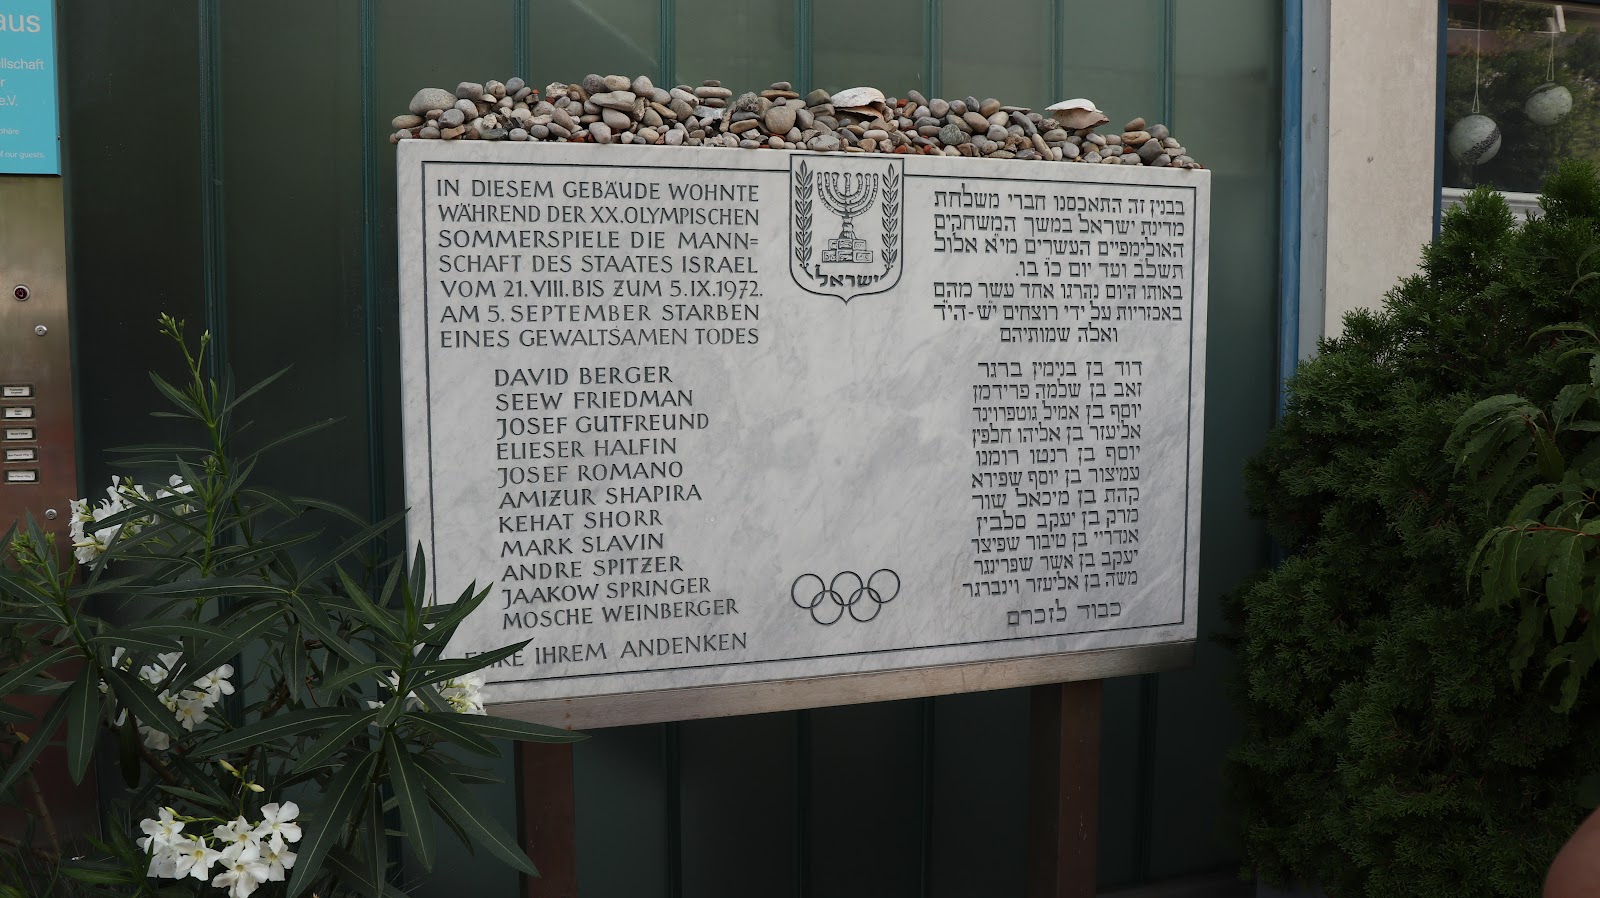 aus
IN DIESEM GEBÄUDE WOHNTE
WÄHREND DER XX. OLYMPISCHEN
SOMMERSPIELE DIE MANN=
SCHAFT DES STAATES ISRAEL
VOM 21. VIII. BIS ZUM 5. IX. 1972.
AM 5. SEPTEMBER STARBEN
EINES GEWALTSAMEN TODES
DAVID BERGER
SEEW FRIEDMAN
JOSEF GUTFREUND
ELIESER HALFIN
JOSEF ROMANO
AMIZUR SHAPIRA
KEHAT SHORR
MARK SLAVIN
ANDRE SPITZER
JAAKOW SPRINGER
MOSCHE WEINBERGER
EHRE IHREM ANDENKEN
ישראל
בבנין זה התאכסנו חברי משלחת
מדינת ישראל במשך המשחקים
האולימפיים העשרים מי״א אלול
תשל״ב ועד יום כ״ו בו.
באותו היום נהרגו אחד עשר מהם
באכזריות על ידי רוצחים י״ש-הי״ד
ואלה שמותיהם
דוד בן בנימין ברגר
זאב בן שלמה פרידמן
יוסף בן אמיל גוטפרוינד
אליעזר בן אליהו חלפין
יוסף בן רנטו רומנו
עמיצור בן יוסף שפירא
קהת בן מיכאל שור
מרק בן יעקב סלבין
אנדריי בן טיבור שפיצר
יעקב בן אשר שפרינגר
משה בן אליעזר וינברגר
כבוד לזכרם